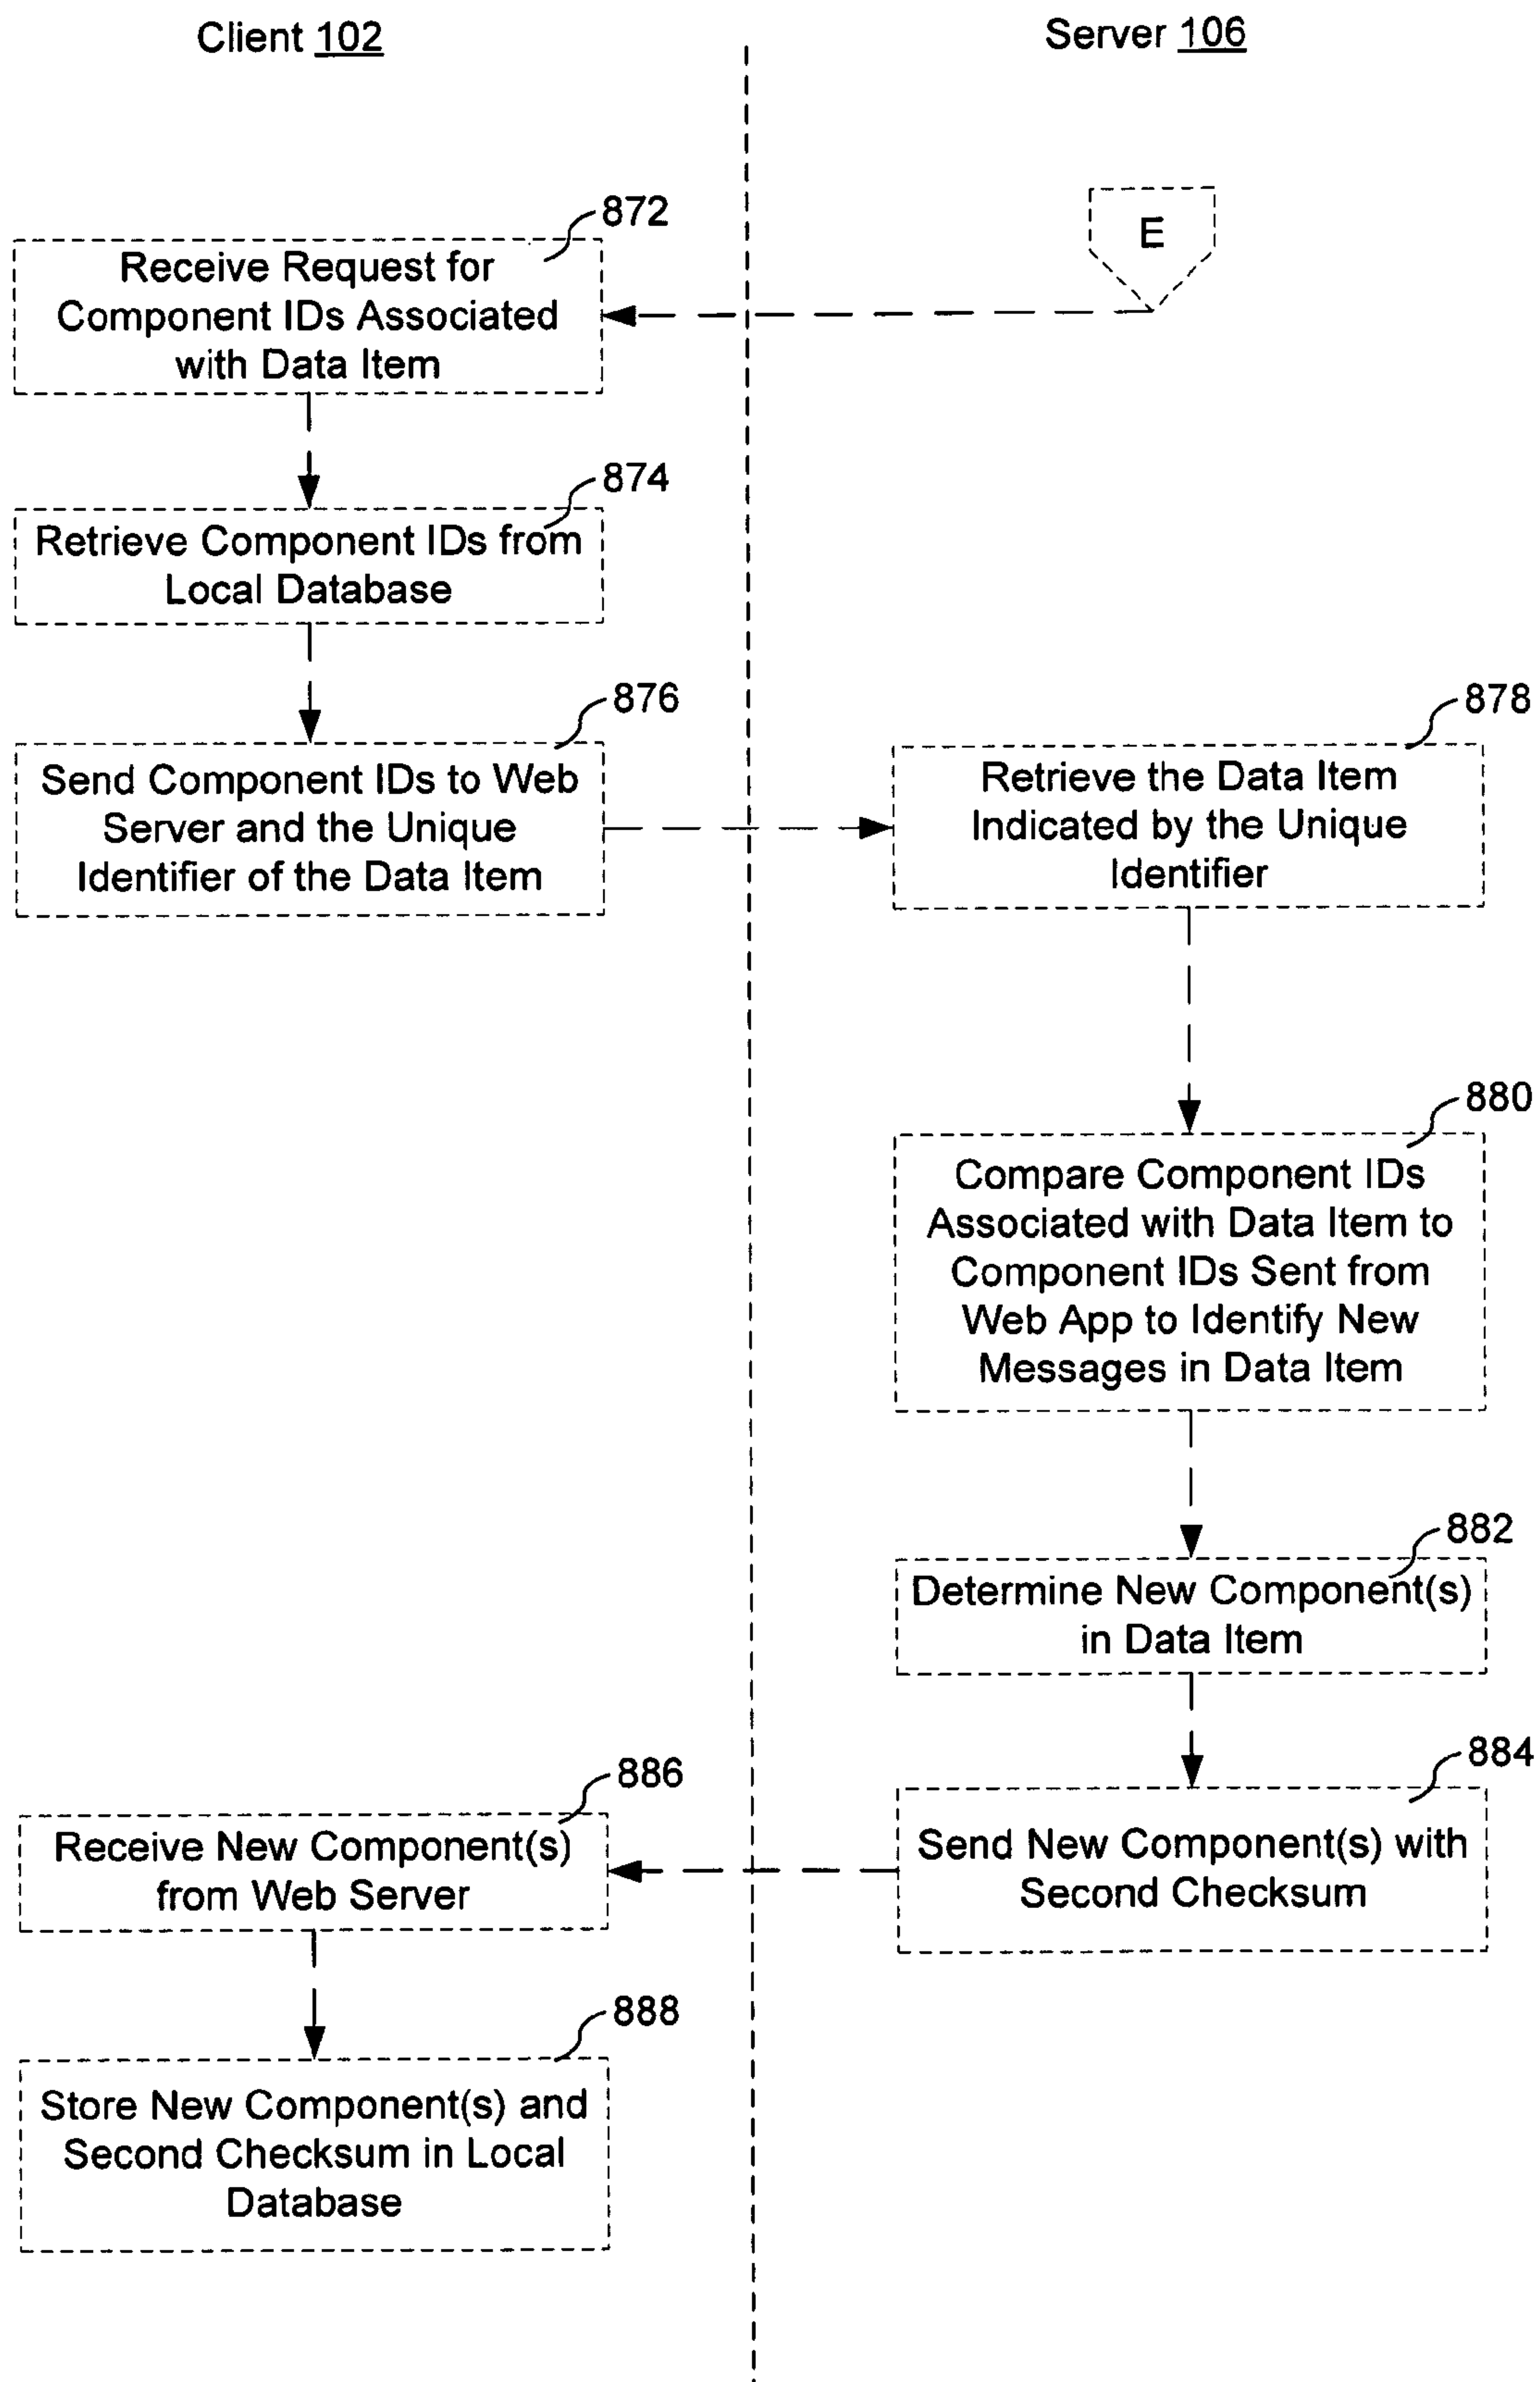 Client 102
Server 106
E
872
Receive Request for
Component IDs Associated
with Data Item
874
Retrieve Component IDs from
Local Database
876
Send Component IDs to Web
Server and the Unique
Identifier of the Data Item
878
Retrieve the Data Item
Indicated by the Unique
Identifier
880
Compare Component IDs
Associated with Data Item to
Component IDs Sent from
Web App to Identify New
Messages in Data Item
882
Determine New Component(s)
in Data Item
884
Send New Component(s) with
Second Checksum
886
Receive New Component(s)
from Web Server
888
Store New Component(s) and
Second Checksum in Local
Database